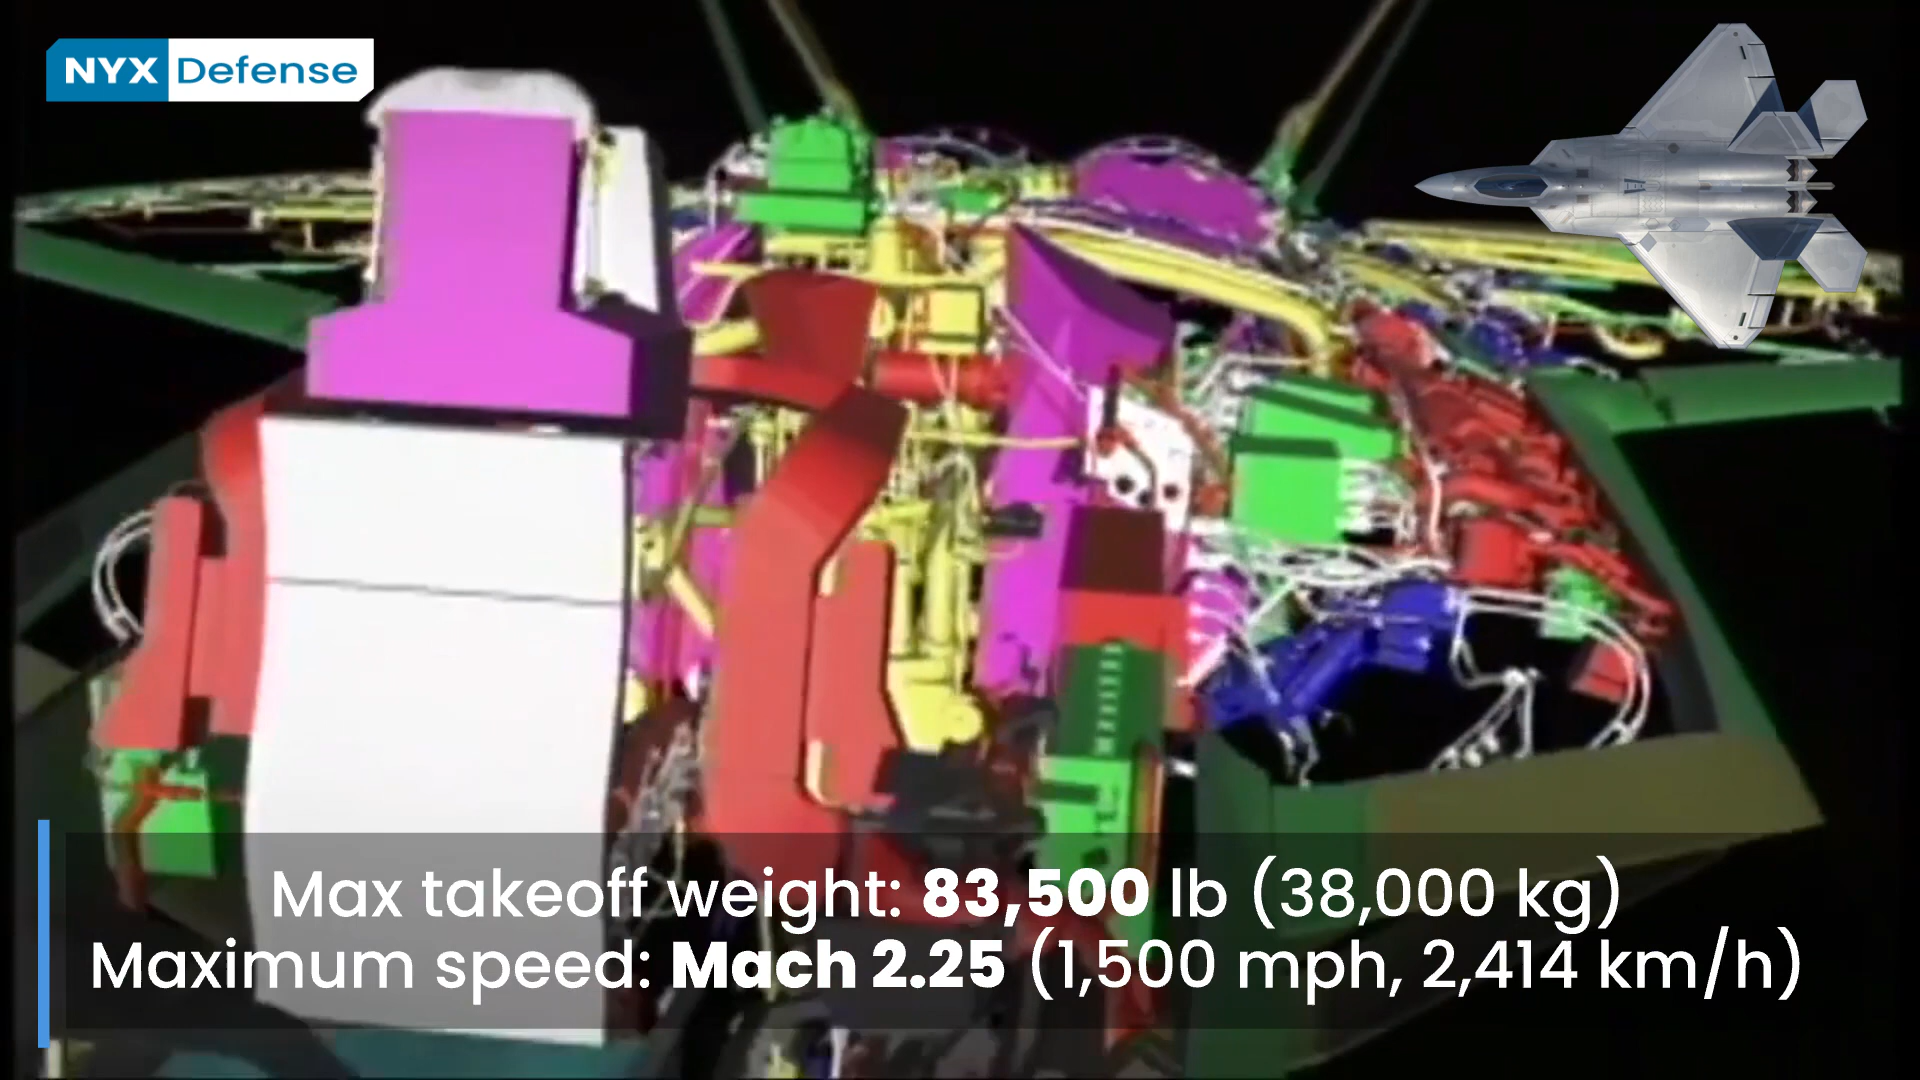 NYX Defense
Max takeoff weight: 83,500 lb (38,000 kg)
Maximum speed: Mach 2.25 (1,500 mph, 2,414 km/h)